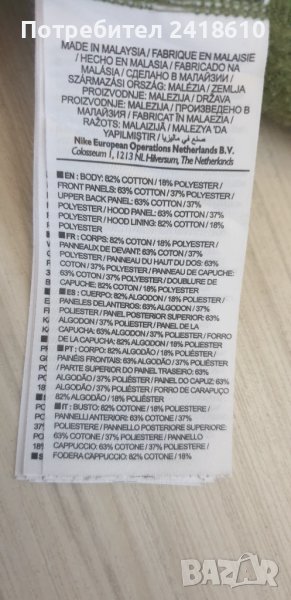 Потребител 2418610
MADE IN MALAYSIA / FABRIQUE EN MALAISIE
/ HECHO EN MALASIA / FABRICADO NA
MALÁSIA / СДЕЛАНО В МАЛАЙЗИИ /
SZÁRMAZÁSI ORSZÁG: MALÉZIA / ZEMLJA
PROIZVODNJE: MALEZIJA / DRŽAVA
PROIZVODNJE: MALEZIJA / ПРОИЗВЕДЕНО В
МАЛАЙЗИЯ / FABRICAT ÎN MALAEZIA /
RAŽOTS: MALAIZIJĀ / MALEZYA'DA
YAPILMIŞTIR / صنع في ماليزيا
Nike European Operations Netherlands B.V.
Colosseum 1, 1213 NL Hilversum, The Netherlands
EN: BODY: 82% COTTON / 18% POLYESTER /
FRONT PANELS: 63% COTTON / 37% POLYESTER /
UPPER BACK PANEL: 63% COTTON / 37%
POLYESTER / HOOD PANEL: 63% COTTON / 37%
POLYESTER / HOOD LINING: 82% COTTON / 18%
POLYESTER
FR: CORPS: 82% COTON / 18% POLYESTER /
PANNEAUX DE DEVANT: 63% COTON / 37%
POLYESTER / PANNEAU DU HAUT DU DOS: 63%
COTON / 37% POLYESTER / PANNEAU DE CAPUCHE:
63% COTON / 37% POLYESTER / DOUBLURE DE
CAPUCHE: 82% COTON / 18% POLYESTER
ES: CUERPO: 82% ALGODÓN / 18% POLIÉSTER /
PANELES DELANTEROS: 63% ALGODÓN / 37%
POLIÉSTER / PANEL POSTERIOR SUPERIOR: 63%
ALGODÓN / 37% POLIÉSTER / PANEL DE LA
CAPUCHA: 63% ALGODÓN / 37% POLIÉSTER / FORRO
DE LA CAPUCHA: 82% ALGODÓN / 18% POLIÉSTER
PT: CORPO: 82% ALGODÃO / 18% POLIÉSTER /
PAINÉIS FRONTAIS: 63% ALGODÃO / 37% POLIÉSTER
/ PARTE SUPERIOR DO PAINEL TRASEIRO: 63%
ALGODÃO / 37% POLIÉSTER / PAINEL DO CAPUZ: 63%
ALGODÃO / 37% POLIÉSTER / FORRO DE CARAPUÇO
82% ALGODÃO / 18% POLIÉSTER
IT: BUSTO: 82% COTONE / 18% POLIESTERE /
PANNELLI ANTERIORI: 63% COTONE / 37%
POLIESTERE / PANNELLO POSTERIORE SUPERIORE:
63% COTONE / 37% POLIESTERE / PANNELLO
CAPPUCCIO: 63% COTONE / 37% POLIESTERE /
FODERA CAPPUCCIO: 82% COTONE / 18%
BAZAR